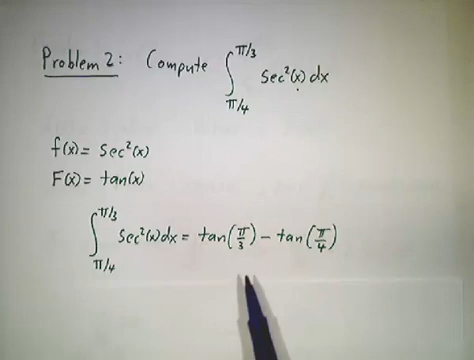 Problem 2: Compute ∫_{π/4}^{π/3} sec²(x) dx
f(x) = sec²(x)
F(x) = tan(x)
∫_{π/4}^{π/3} sec²(x) dx = tan(π/3) − tan(π/4)